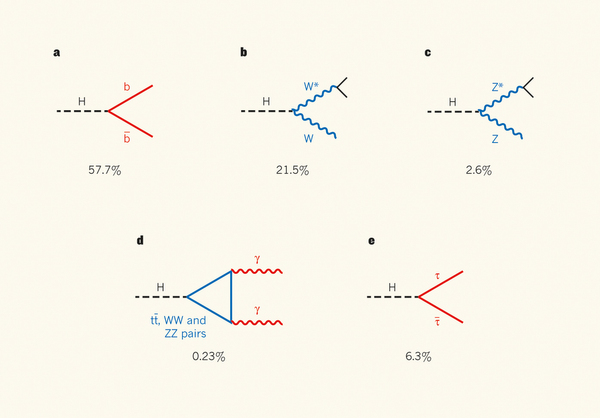 a
b
c
H
b
b̄
57.7%
H
W*
W
21.5%
H
Z*
Z
2.6%
d
e
H
γ
γ
tt̄, WW and
ZZ pairs
0.23%
H
τ
τ̄
6.3%